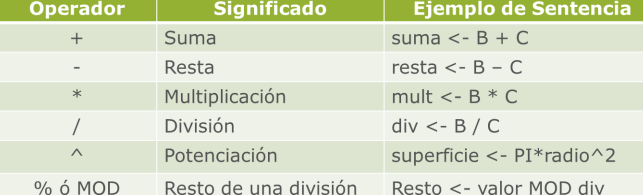 Operador Significado Ejemplo de Sentencia
+ Suma suma <- B + C
- Resta resta <- B – C
* Multiplicación mult <- B * C
/ División div <- B / C
^ Potenciación superficie <- PI*radio^2
% ó MOD Resto de una división Resto <- valor MOD div